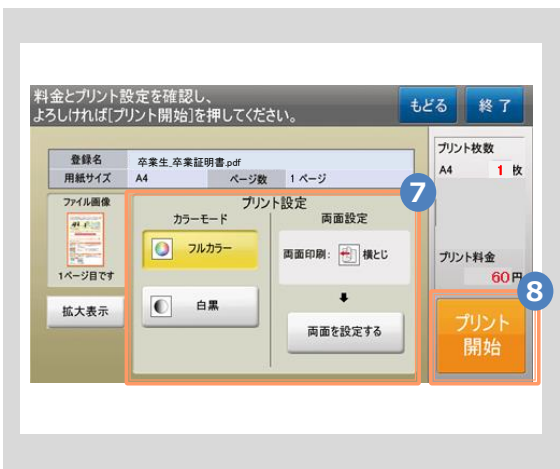 料金とプリント設定を確認し、
よろしければ[プリント開始]を押してください。
もどる
終了
登録名 卒業生_卒業証明書.pdf
用紙サイズ A4 ページ数 1 ページ
ファイル画像
1ページ目です
拡大表示
7
プリント設定
カラーモード
フルカラー
白黒
両面設定
両面印刷: 横とじ
両面を設定する
プリント枚数
A4 1 枚
プリント料金
60円
8
プリント
開始